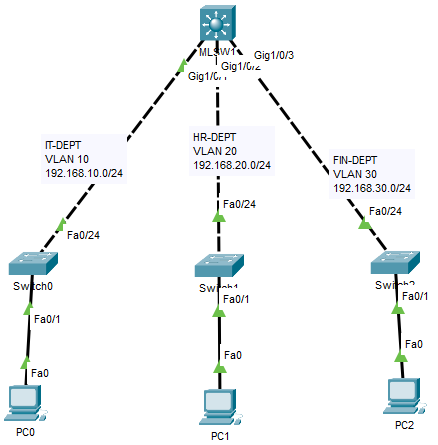 MLSW1
Gig1/0/3
Gig1/0/2
Gig1/0/1
IT-DEPT
VLAN 10
192.168.10.0/24
HR-DEPT
VLAN 20
192.168.20.0/24
FIN-DEPT
VLAN 30
192.168.30.0/24
Fa0/24
Fa0/24
Fa0/24
Switch0
Switch1
Switch2
Fa0/1
Fa0/1
Fa0/1
Fa0
Fa0
Fa0
PC0
PC1
PC2